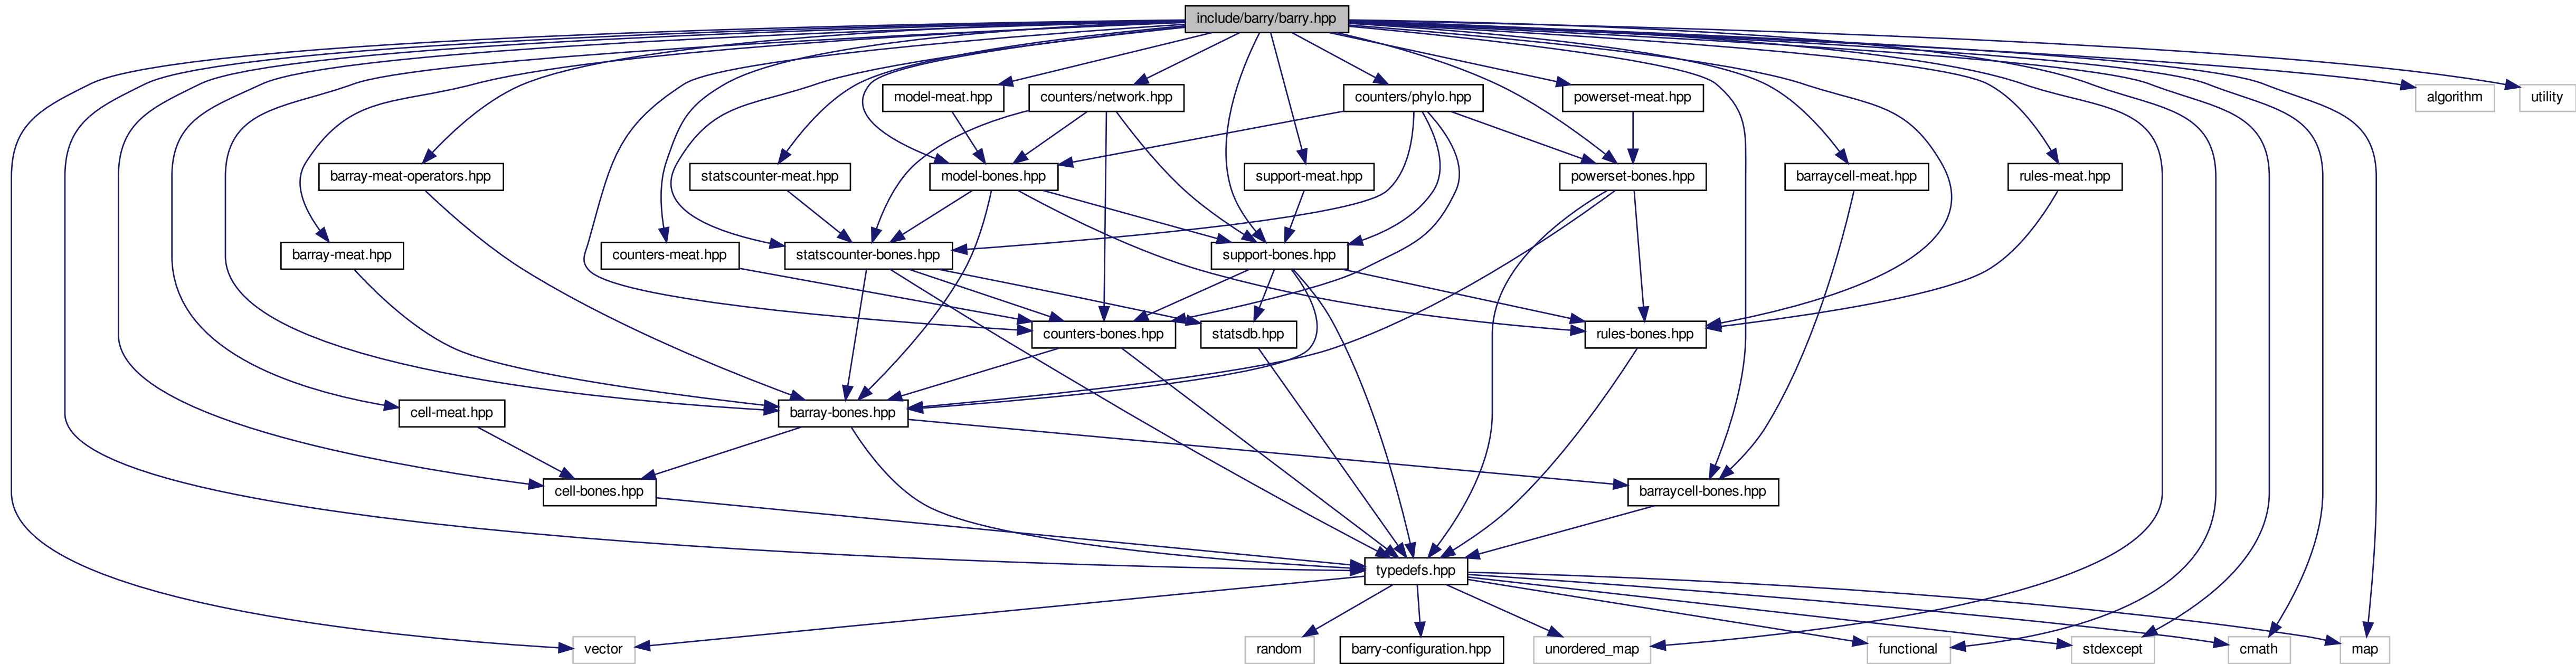 include/barry/barry.hpp
model-meat.hpp
counters/network.hpp
counters/phylo.hpp
powerset-meat.hpp
algorithm
utility
barray-meat-operators.hpp
statscounter-meat.hpp
model-bones.hpp
support-meat.hpp
powerset-bones.hpp
barraycell-meat.hpp
rules-meat.hpp
barray-meat.hpp
counters-meat.hpp
statscounter-bones.hpp
support-bones.hpp
counters-bones.hpp
statsdb.hpp
rules-bones.hpp
cell-meat.hpp
barray-bones.hpp
cell-bones.hpp
barraycell-bones.hpp
typedefs.hpp
vector
random
barry-configuration.hpp
unordered_map
functional
stdexcept
cmath
map